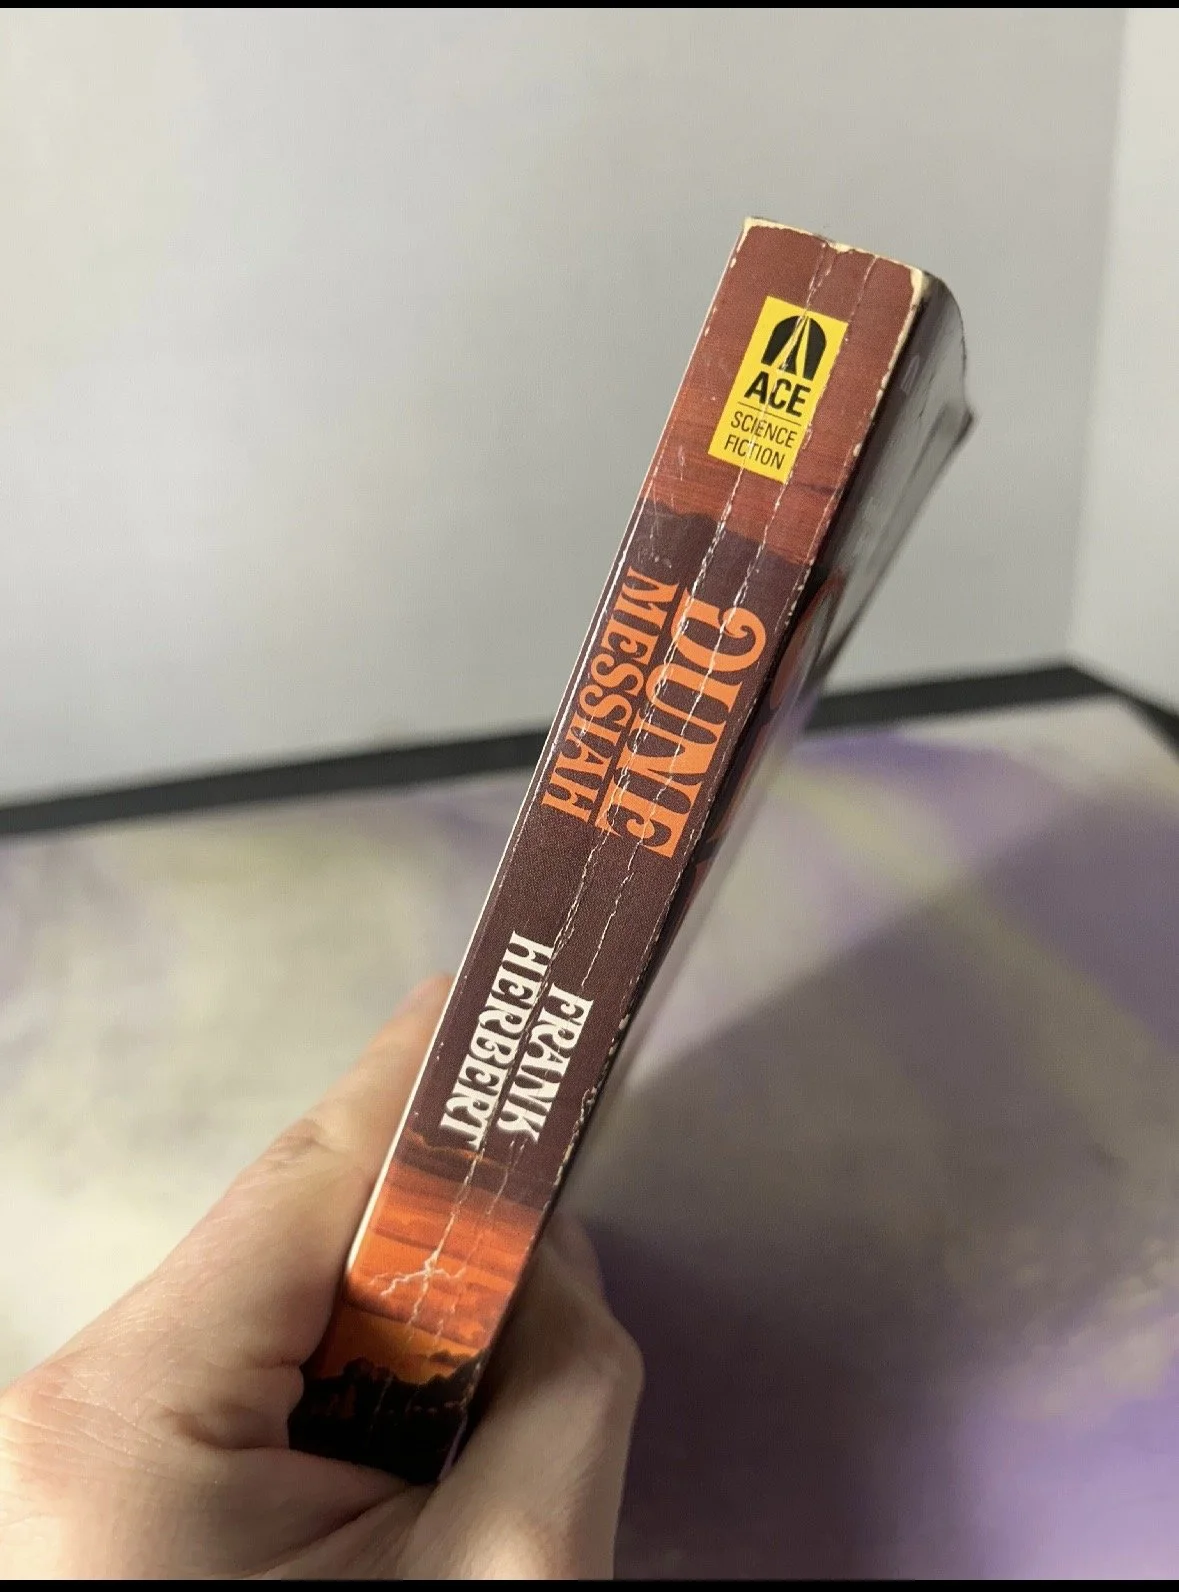 ACE
SCIENCE
FICTION
DUNE
MESSIAH
FRANK
HERBERT